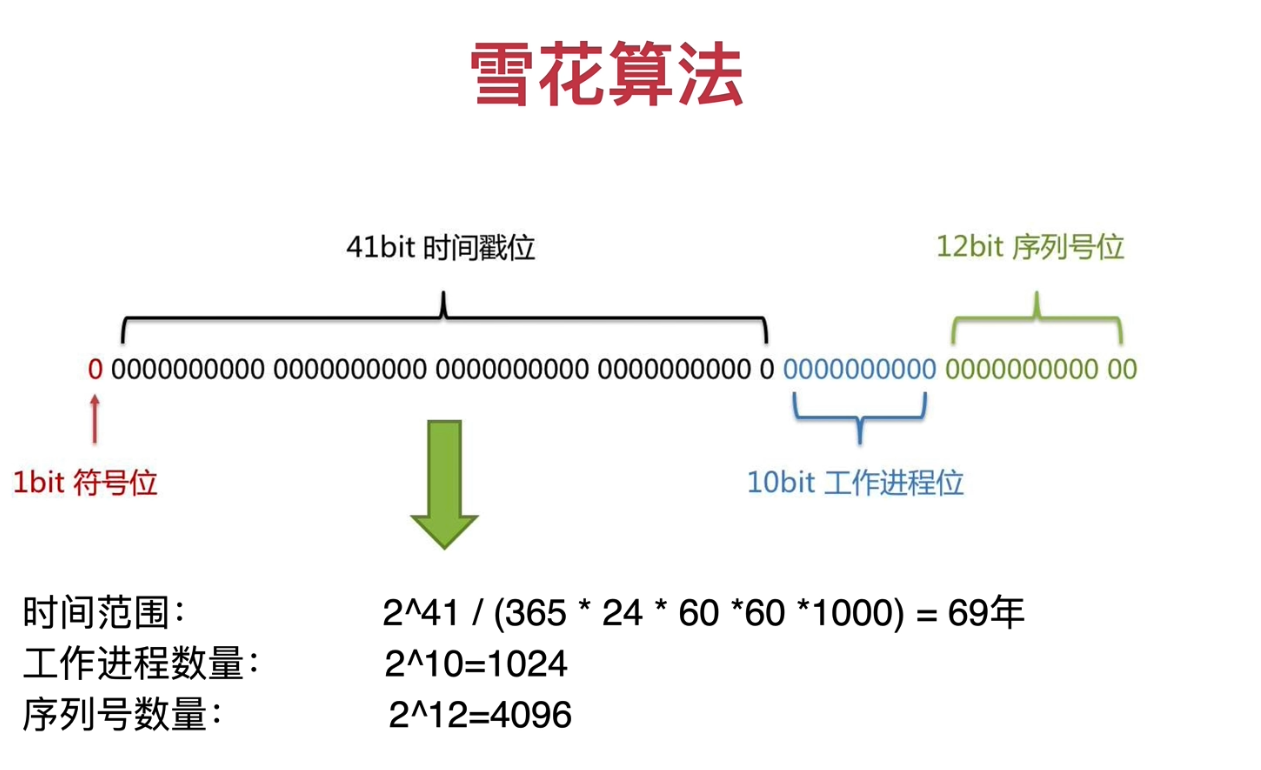 雪花算法
41bit 时间戳位
12bit 序列号位
0 0000000000 0000000000 0000000000 0000000000 0 0000000000 0000000000 00
1bit 符号位
10bit 工作进程位
时间范围： 2^41 / (365 * 24 * 60 *60 *1000) = 69年
工作进程数量： 2^10=1024
序列号数量： 2^12=4096